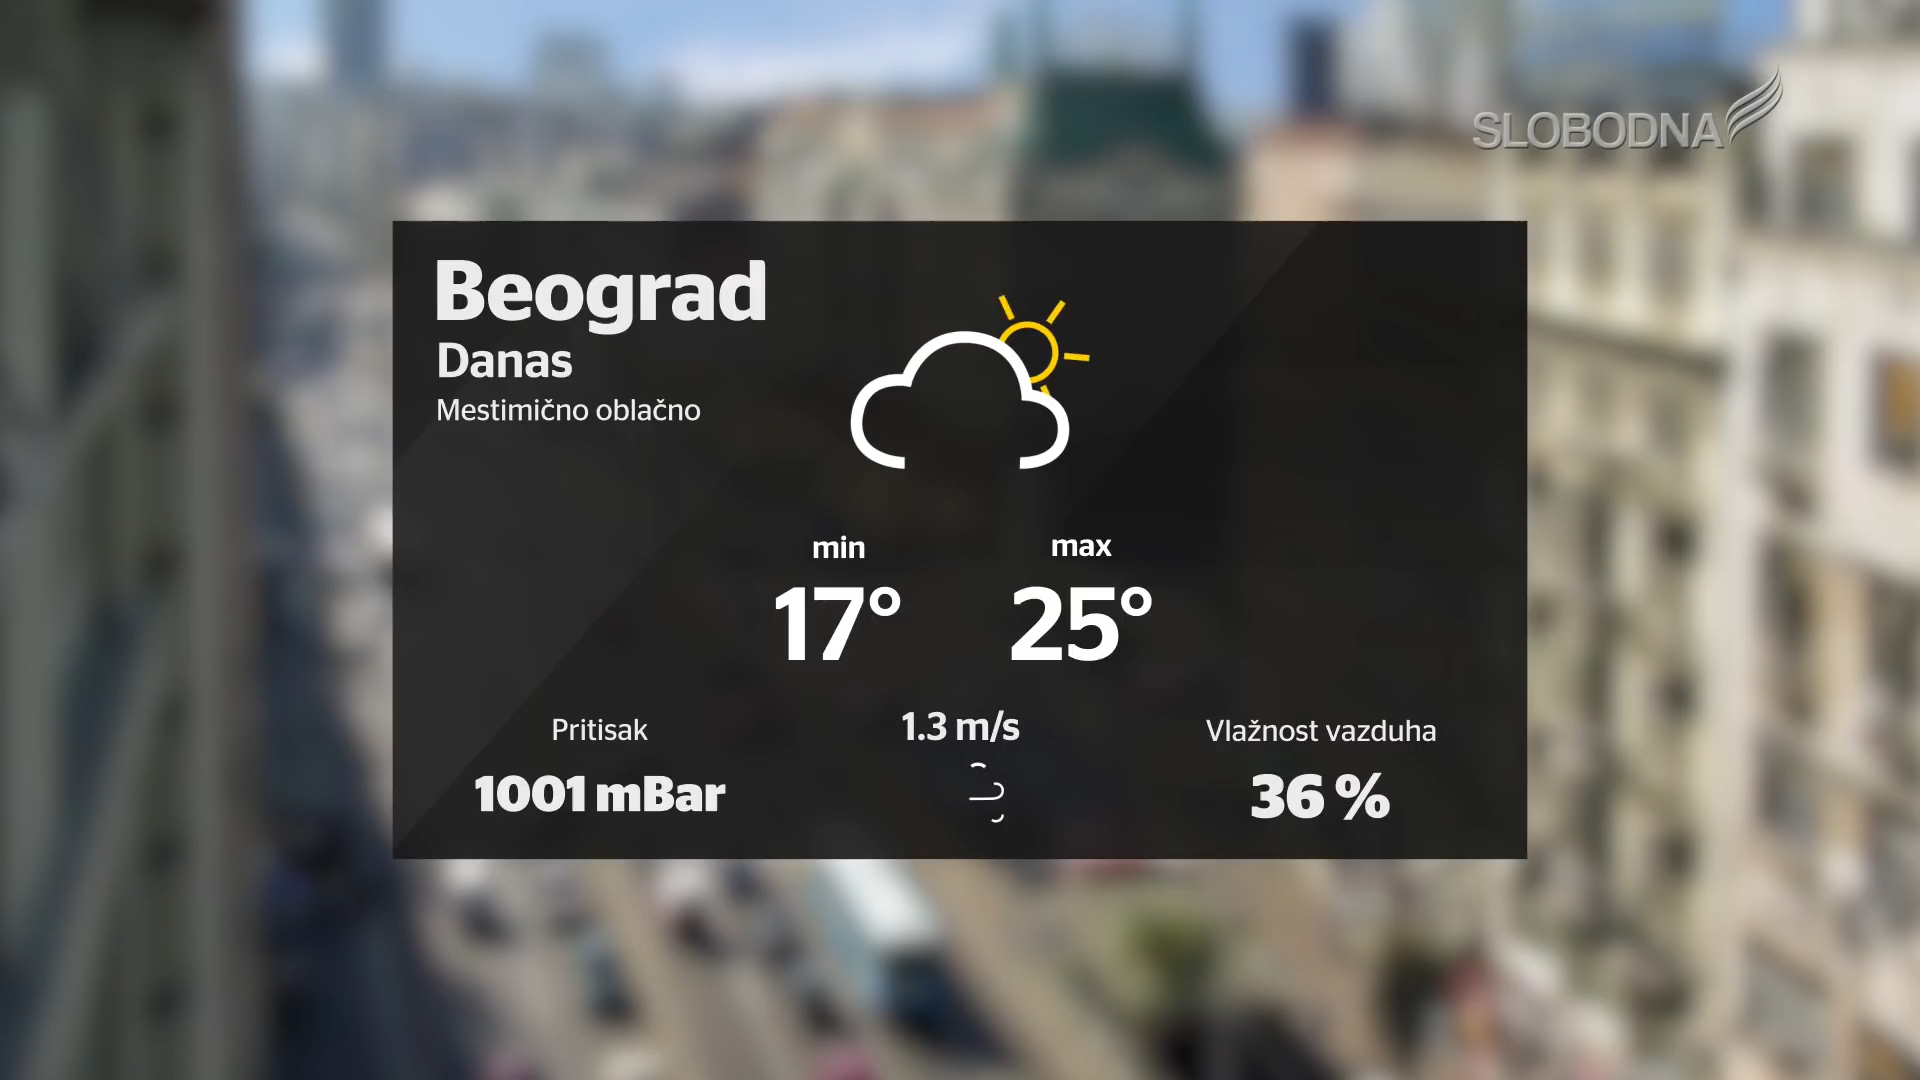 SLOBODNA
Beograd
Danas
Mestimično oblačno
min
max
17°
25°
Pritisak
1.3 m/s
Vlažnost vazduha
1001 mBar
36 %